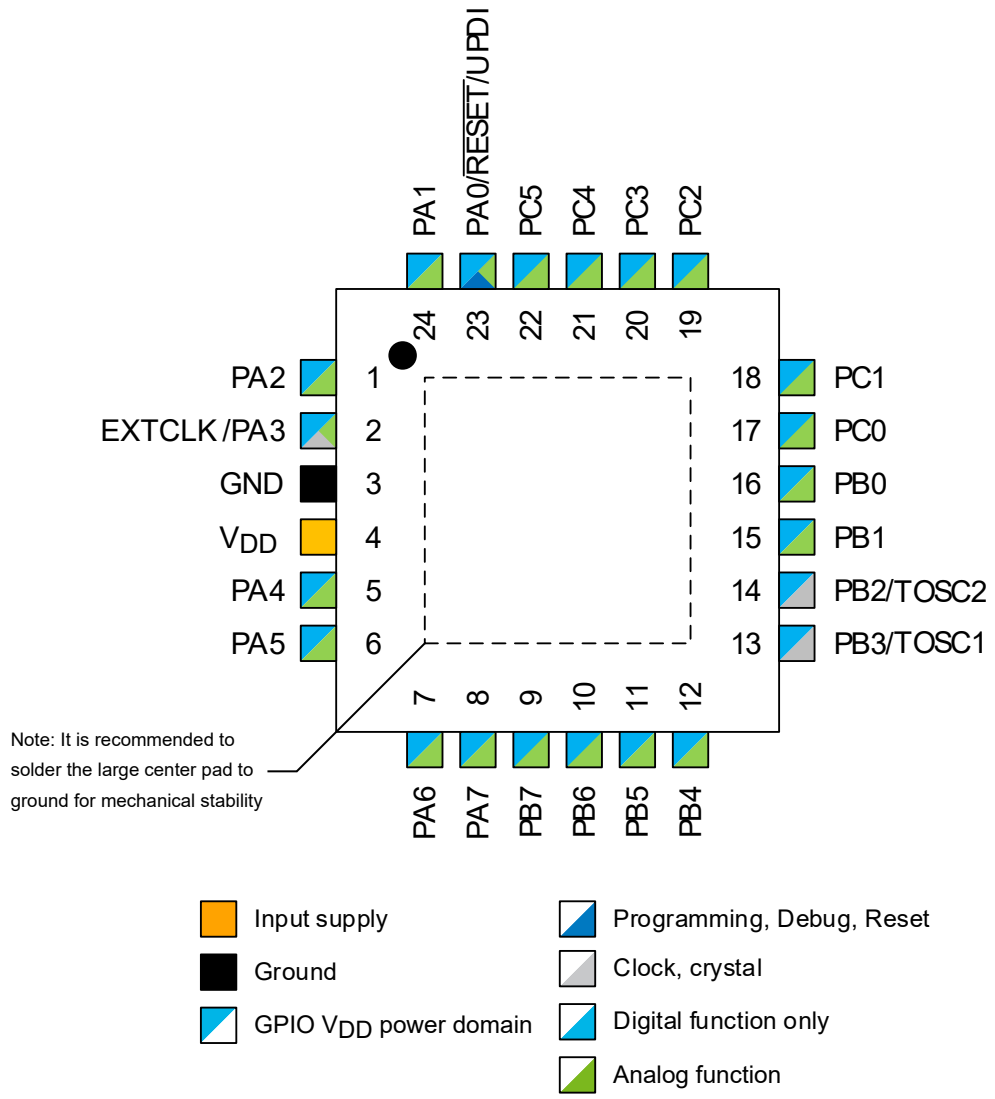 PA1
PA0/RESET/UPDI
PC5
PC4
PC3
PC2
24
23
22
21
20
19
PA2 1
EXTCLK/PA3 2
GND 3
VDD 4
PA4 5
PA5 6
18 PC1
17 PC0
16 PB0
15 PB1
14 PB2/TOSC2
13 PB3/TOSC1
7
8
9
10
11
12
PA6
PA7
PB7
PB6
PB5
PB4
Note: It is recommended to
solder the large center pad to
ground for mechanical stability
Input supply
Ground
GPIO VDD power domain
Programming, Debug, Reset
Clock, crystal
Digital function only
Analog function